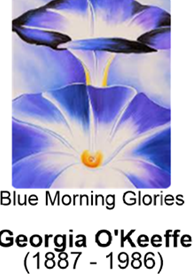 Blue Morning Glories
Georgia O'Keeffe
(1887 - 1986)